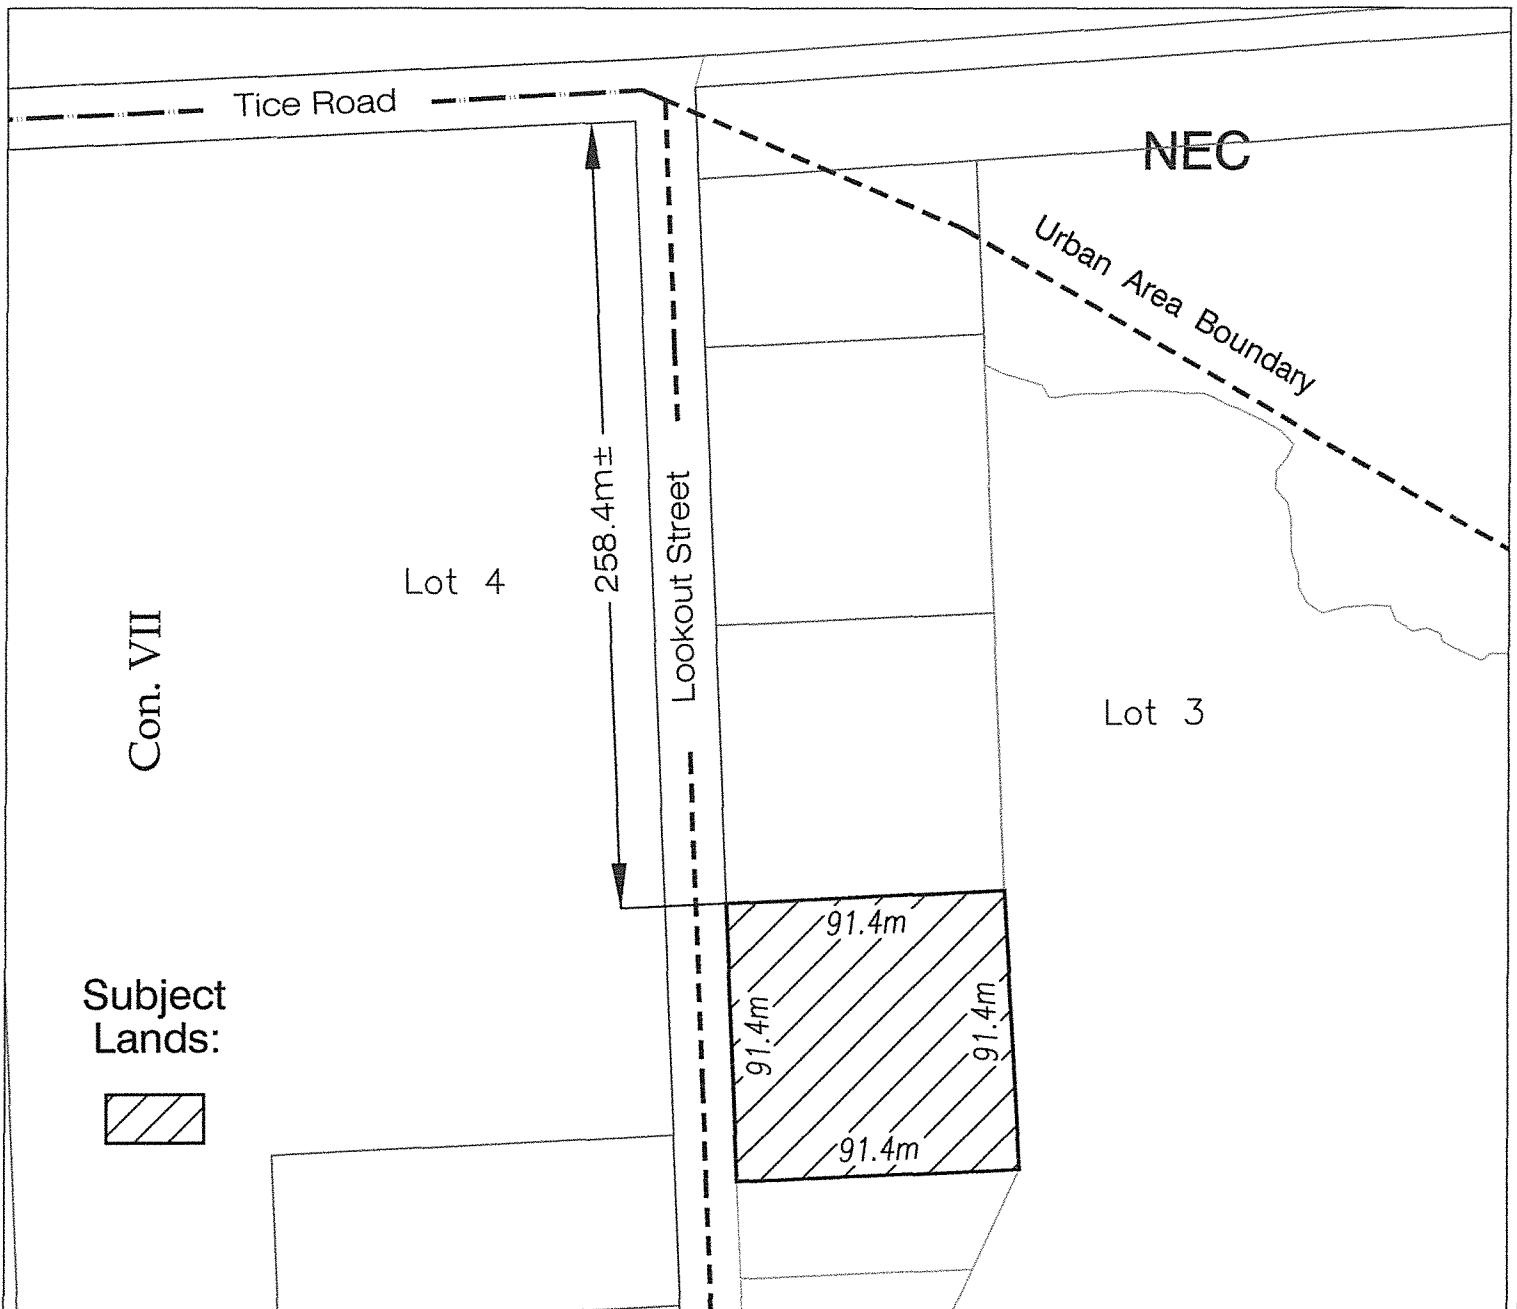 Tice Road
NEC
Urban Area Boundary
258.4m±
Lookout Street
Lot 4
Con. VII
Lot 3
91.4m
91.4m
91.4m
91.4m
Subject
Lands: